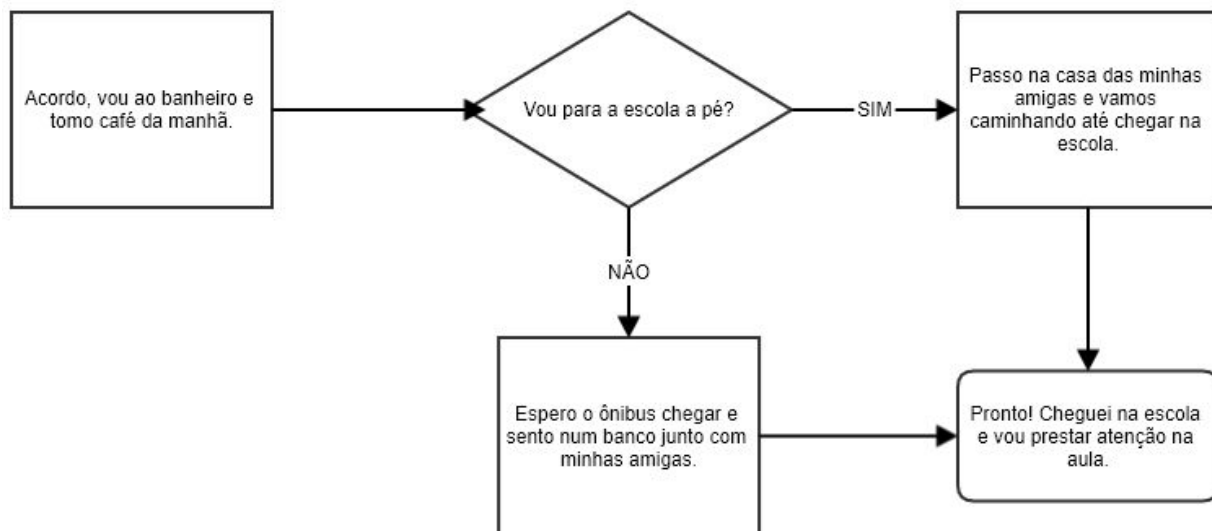 Acordo, vou ao banheiro e
tomo café da manhã.
Vou para a escola a pé?
SIM
Passo na casa das minhas
amigas e vamos
caminhando até chegar na
escola.
NÃO
Espero o ônibus chegar e
sento num banco junto com
minhas amigas.
Pronto! Cheguei na escola
e vou prestar atenção na
aula.